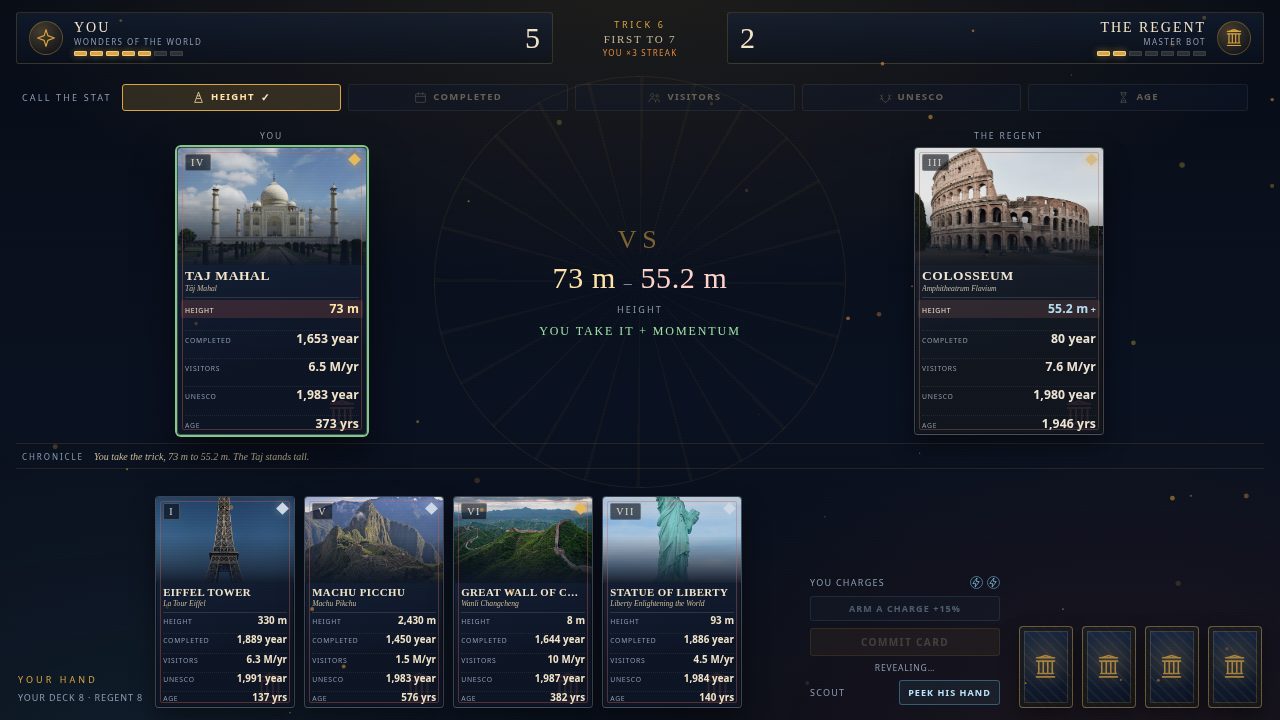 YOU
WONDERS OF THE WORLD
5
TRICK 6
FIRST TO 7
YOU ×3 STREAK
2
THE REGENT
MASTER BOT
CALL THE STAT
HEIGHT ✓
COMPLETED
VISITORS
UNESCO
AGE
YOU
IV
TAJ MAHAL
Tāj Mahal
HEIGHT 73 m
COMPLETED 1,653 year
VISITORS 6.5 M/yr
UNESCO 1,983 year
AGE 373 yrs
VS
73 m – 55.2 m
HEIGHT
YOU TAKE IT + MOMENTUM
THE REGENT
III
COLOSSEUM
Amphitheatrum Flavium
HEIGHT 55.2 m +
COMPLETED 80 year
VISITORS 7.6 M/yr
UNESCO 1,980 year
AGE 1,946 yrs
CHRONICLE You take the trick, 73 m to 55.2 m. The Taj stands tall.
YOUR HAND
YOUR DECK 8 · REGENT 8
I
EIFFEL TOWER
La Tour Eiffel
HEIGHT 330 m
COMPLETED 1,889 year
VISITORS 6.3 M/yr
UNESCO 1,991 year
AGE 137 yrs
V
MACHU PICCHU
Machu Pikchu
HEIGHT 2,430 m
COMPLETED 1,450 year
VISITORS 1.5 M/yr
UNESCO 1,983 year
AGE 576 yrs
VI
GREAT WALL OF C...
Wanli Changcheng
HEIGHT 8 m
COMPLETED 1,644 year
VISITORS 10 M/yr
UNESCO 1,987 year
AGE 382 yrs
VII
STATUE OF LIBERTY
Liberty Enlightening the World
HEIGHT 93 m
COMPLETED 1,886 year
VISITORS 4.5 M/yr
UNESCO 1,984 year
AGE 140 yrs
YOU CHARGES
ARM A CHARGE +15%
COMMIT CARD
REVEALING...
SCOUT
PEEK HIS HAND